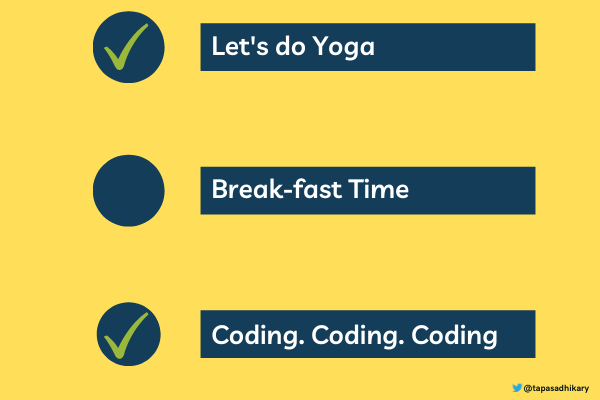 Let's do Yoga
Break-fast Time
Coding. Coding. Coding
@tapasadhikary